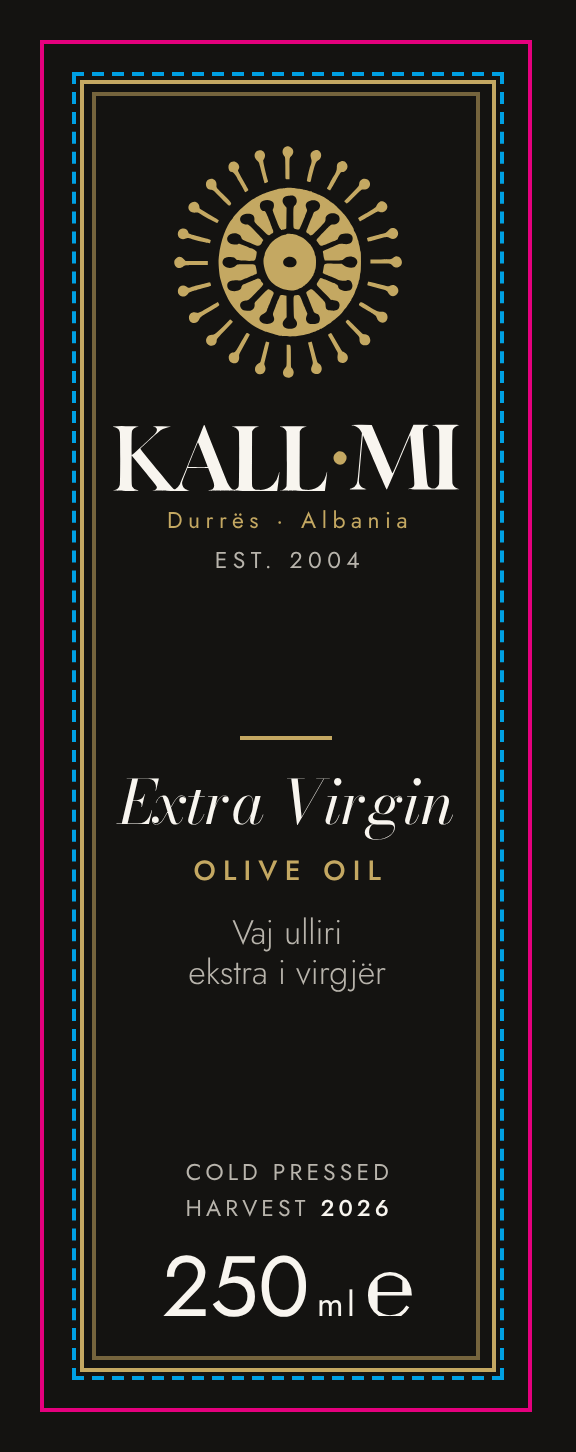 KALL·MI
Durrës · Albania
EST. 2004
Extra Virgin
OLIVE OIL
Vaj ulliri
ekstra i virgjër
COLD PRESSED
HARVEST 2026
250 ml ℮